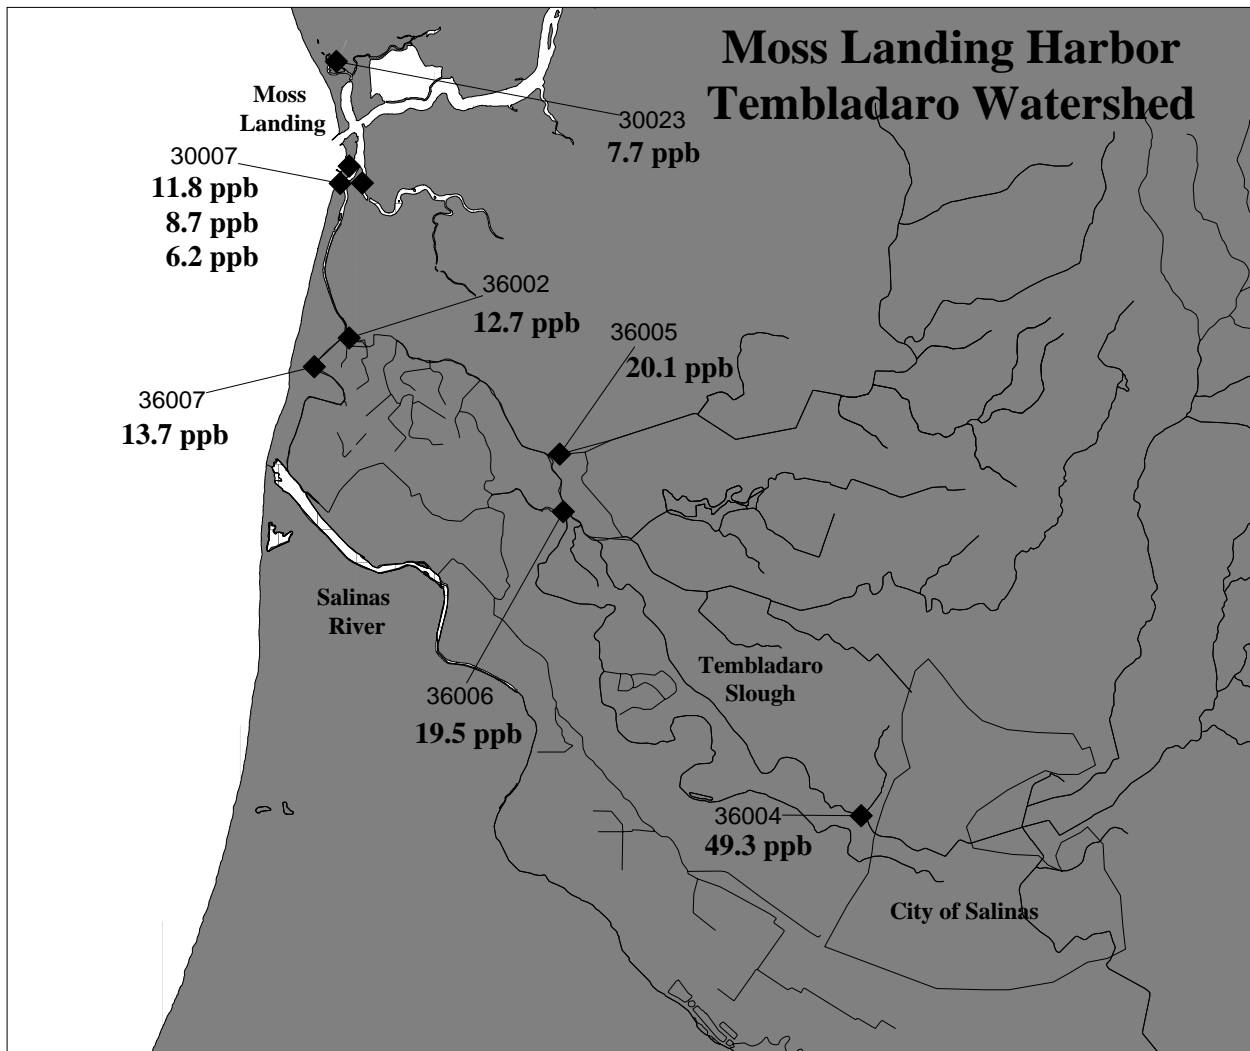 Moss Landing Harbor
Tembladaro Watershed
Moss
Landing
30023
7.7 ppb
30007
11.8 ppb
8.7 ppb
6.2 ppb
36002
12.7 ppb
36005
20.1 ppb
36007
13.7 ppb
Salinas
River
Tembladaro
Slough
36006
19.5 ppb
36004
49.3 ppb
City of Salinas